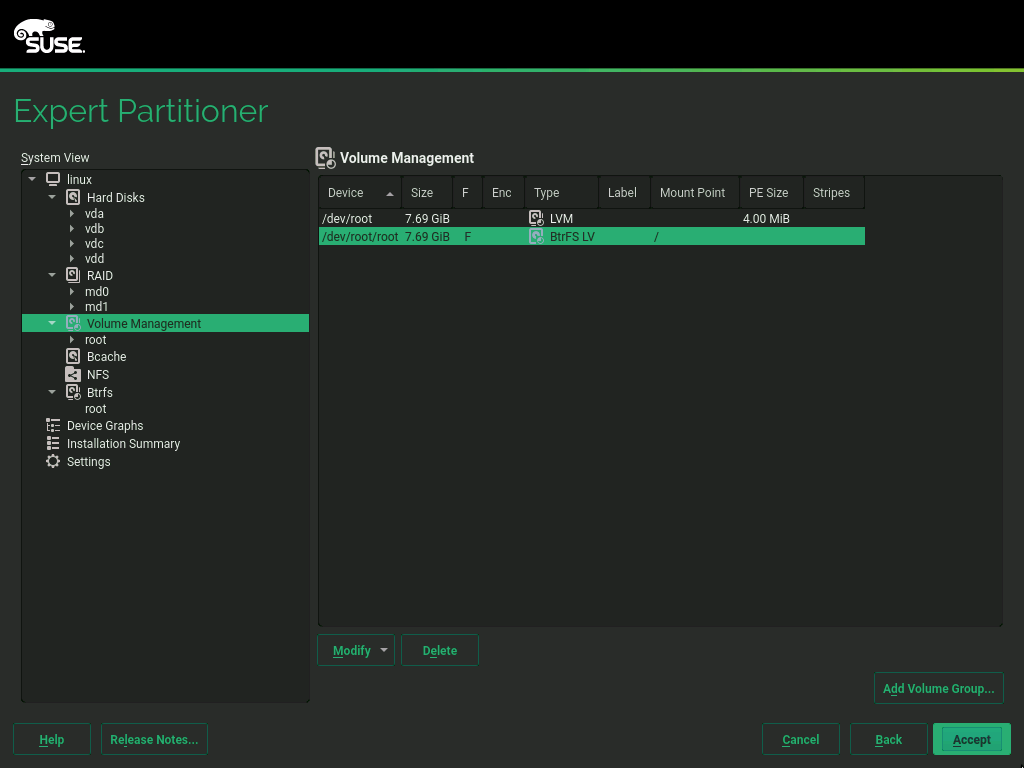 SUSE.
Expert Partitioner
System View
linux
Hard Disks
vda
vdb
vdc
vdd
RAID
md0
md1
Volume Management
root
Bcache
NFS
Btrfs
root
Device Graphs
Installation Summary
Settings
Volume Management
Device Size F Enc Type Label Mount Point PE Size Stripes
/dev/root 7.69 GiB LVM 4.00 MiB
/dev/root/root 7.69 GiB F BtrFS LV /
Modify Delete
Add Volume Group...
Help Release Notes... Cancel Back Accept